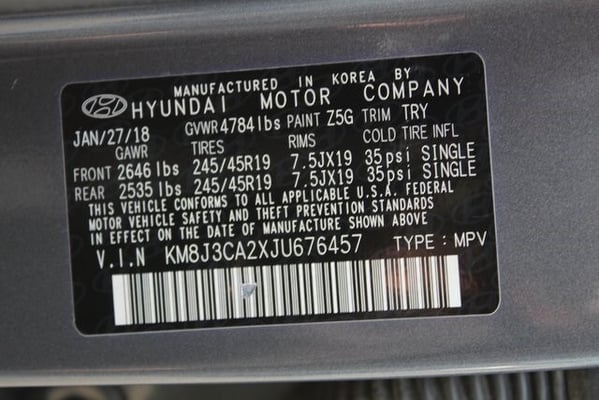 MANUFACTURED IN KOREA BY
HYUNDAI MOTOR COMPANY
JAN/27/18 GVWR 4784 lbs PAINT Z5G TRIM TRY
GAWR TIRES RIMS COLD TIRE INFL
FRONT 2646 lbs 245/45R19 7.5JX19 35psi SINGLE
REAR 2535 lbs 245/45R19 7.5JX19 35psi SINGLE
THIS VEHICLE CONFORMS TO ALL APPLICABLE U.S.A. FEDERAL
MOTOR VEHICLE SAFETY AND THEFT PREVENTION STANDARDS
IN EFFECT ON THE DATE OF MANUFACTURE SHOWN ABOVE
V.I.N KM8J3CA2XJU676457 TYPE : MPV